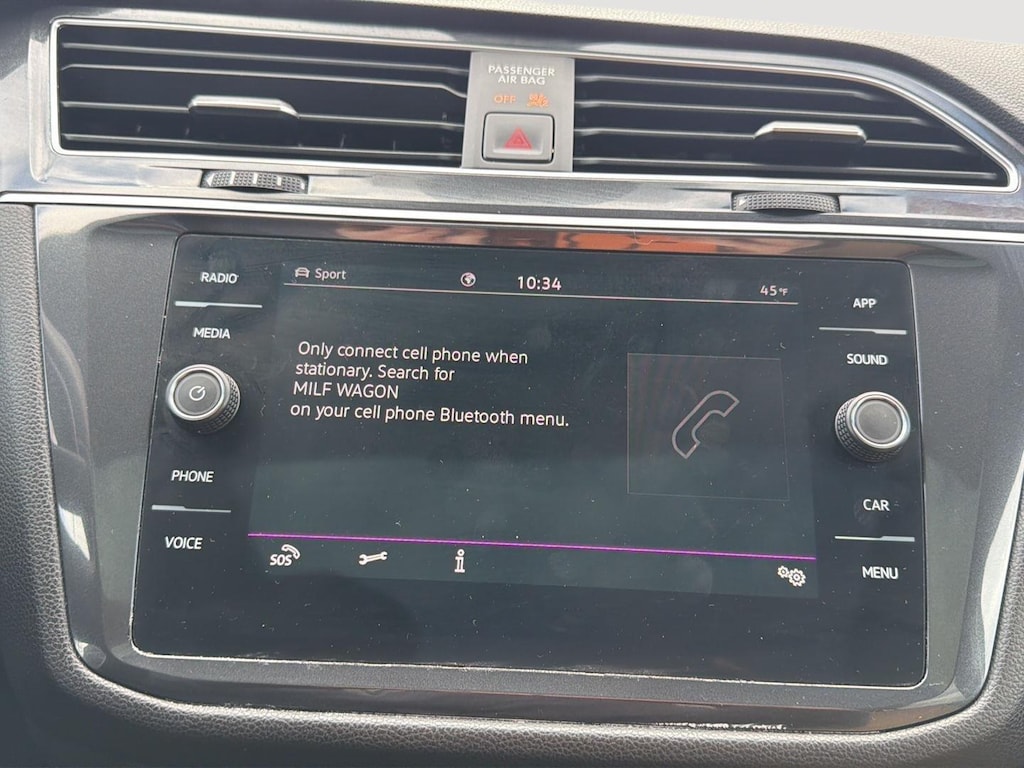 PASSENGER
AIR BAG
OFF
RADIO
MEDIA
PHONE
VOICE
Sport
10:34
45°F
Only connect cell phone when
stationary. Search for
MILF WAGON
on your cell phone Bluetooth menu.
SOS
i
APP
SOUND
CAR
MENU